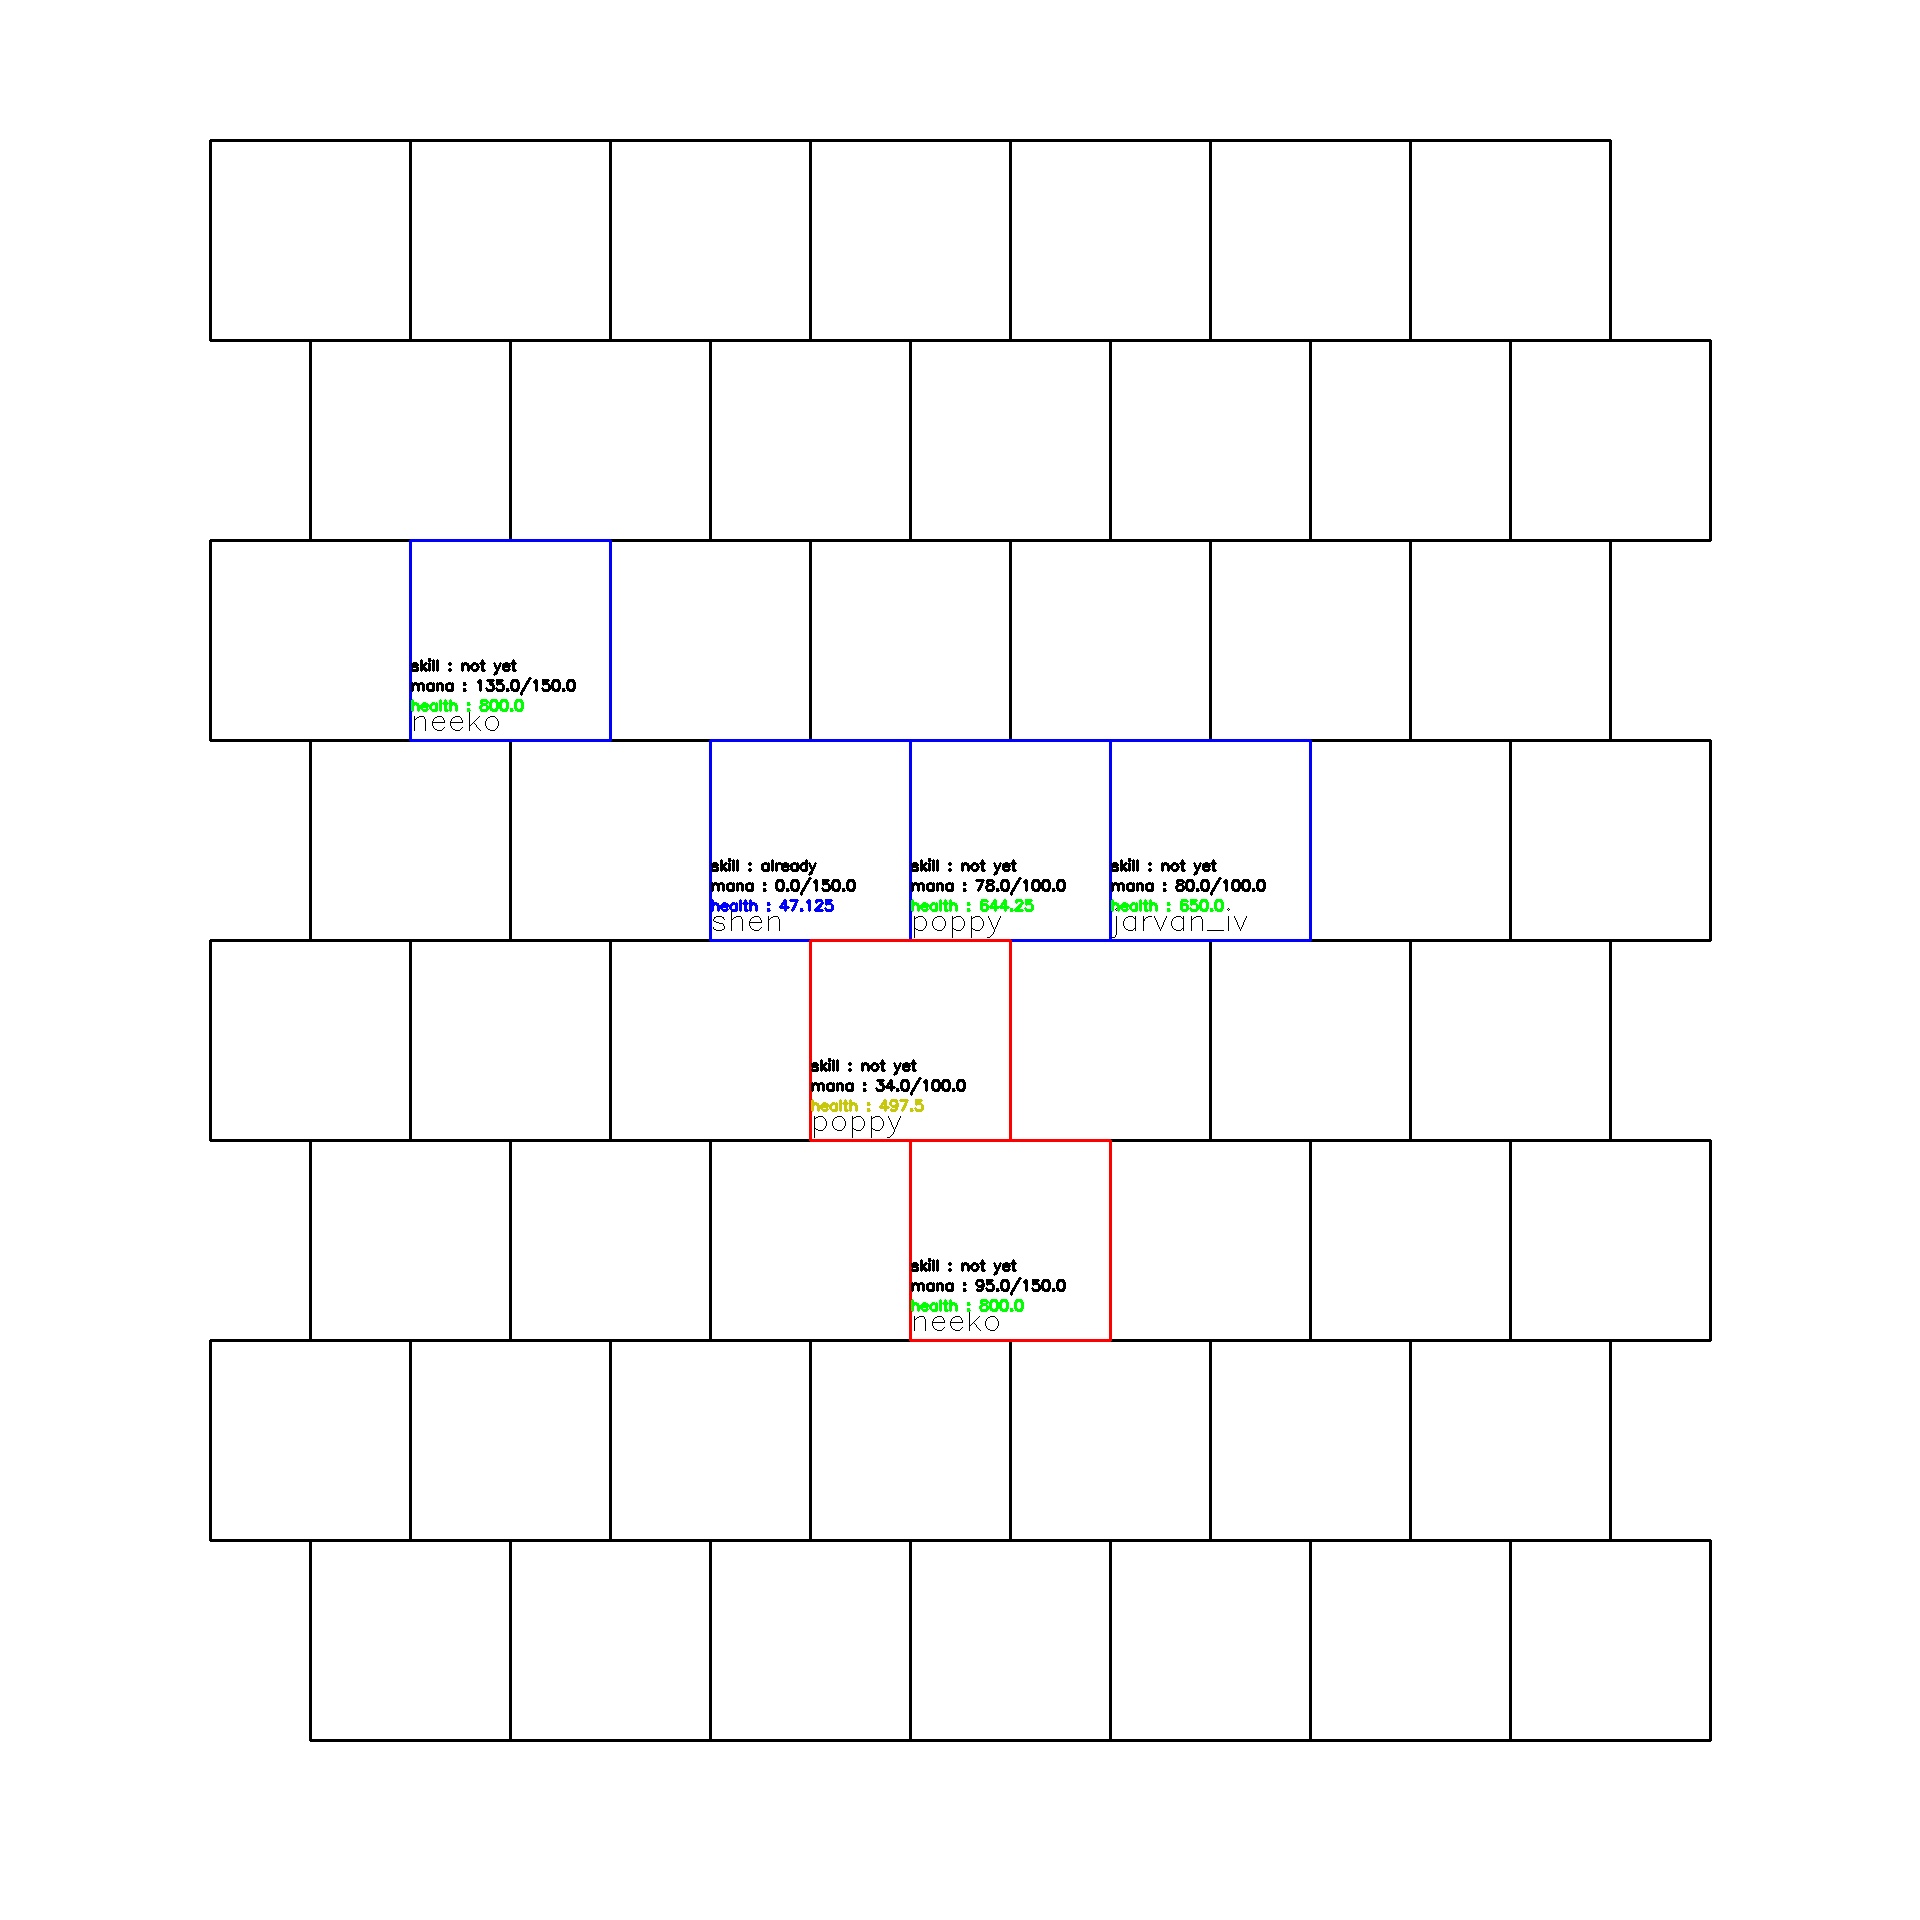 skill : not yet
mana : 135.0/150.0
health : 800.0
neeko
skill : already
mana : 0.0/150.0
health : 47.125
shen
skill : not yet
mana : 78.0/100.0
health : 644.25
poppy
skill : not yet
mana : 80.0/100.0
health : 650.0
jarvan_iv
skill : not yet
mana : 34.0/100.0
health : 497.5
poppy
skill : not yet
mana : 95.0/150.0
health : 800.0
neeko